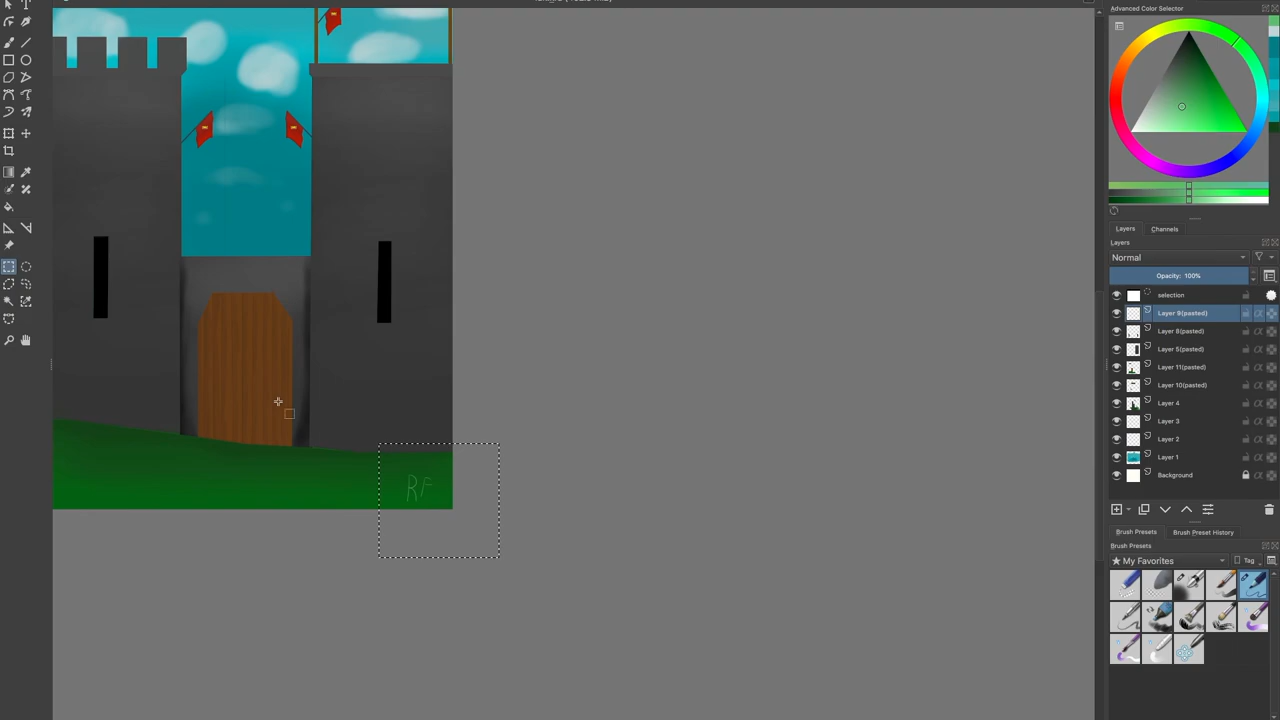 Advanced Color Selector
Layers
Channels
Layers
Normal
Opacity: 100%
selection
Layer 9(pasted)
Layer 8(pasted)
Layer 5(pasted)
Layer 11(pasted)
Layer 10(pasted)
Layer 4
Layer 3
Layer 2
Layer 1
Background
Brush Presets
Brush Preset History
Brush Presets
★ My Favorites
Tag
RF